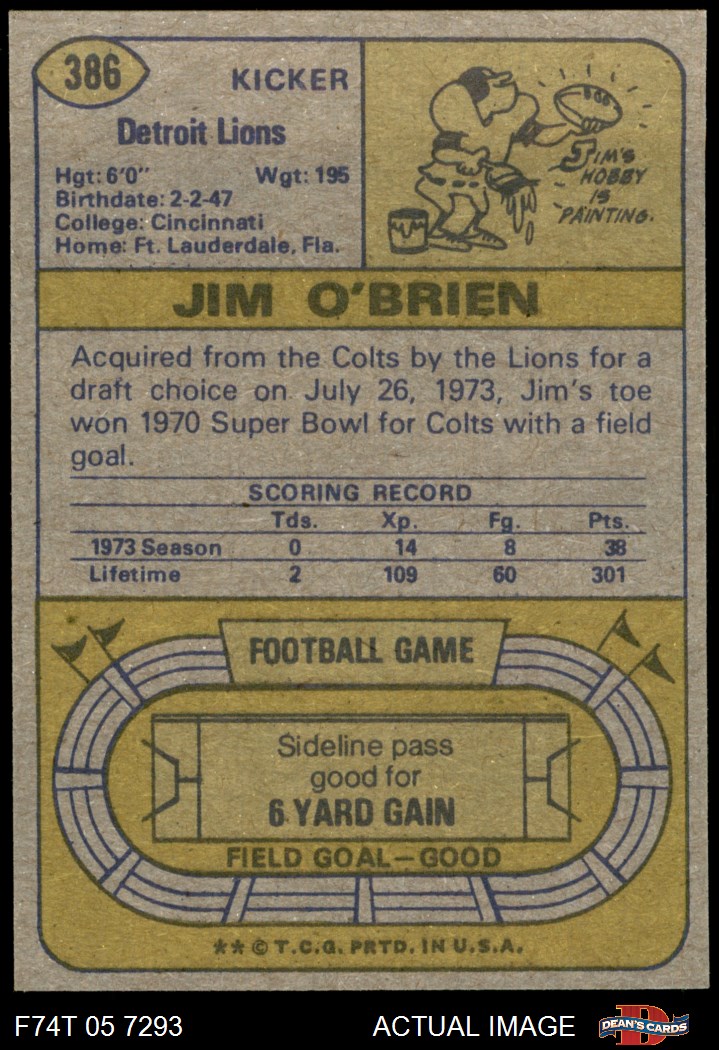 386
KICKER
Detroit Lions
Hgt: 6'0" Wgt: 195
Birthdate: 2-2-47
College: Cincinnati
Home: Ft. Lauderdale, Fla.
JIM'S
HOBBY
IS
PAINTING.
JIM O'BRIEN
Acquired from the Colts by the Lions for a
draft choice on July 26, 1973, Jim's toe
won 1970 Super Bowl for Colts with a field
goal.
SCORING RECORD
Tds. Xp. Fg. Pts.
1973 Season 0 14 8 38
Lifetime 2 109 60 301
FOOTBALL GAME
Sideline pass
good for
6 YARD GAIN
FIELD GOAL—GOOD
** © T.C.G. PRTD. IN U.S.A.
F74T 05 7293 ACTUAL IMAGE D DEAN'S CARDS